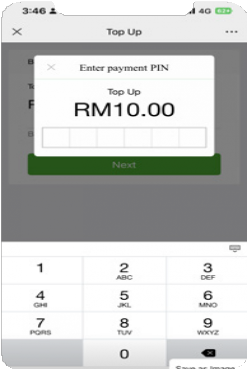 3:46
4G
Top Up
Enter payment PIN
Top Up
RM10.00
Next
1
2
ABC
3
DEF
4
GHI
5
JKL
6
MNO
7
PQRS
8
TUV
9
WXYZ
0
Save as Image